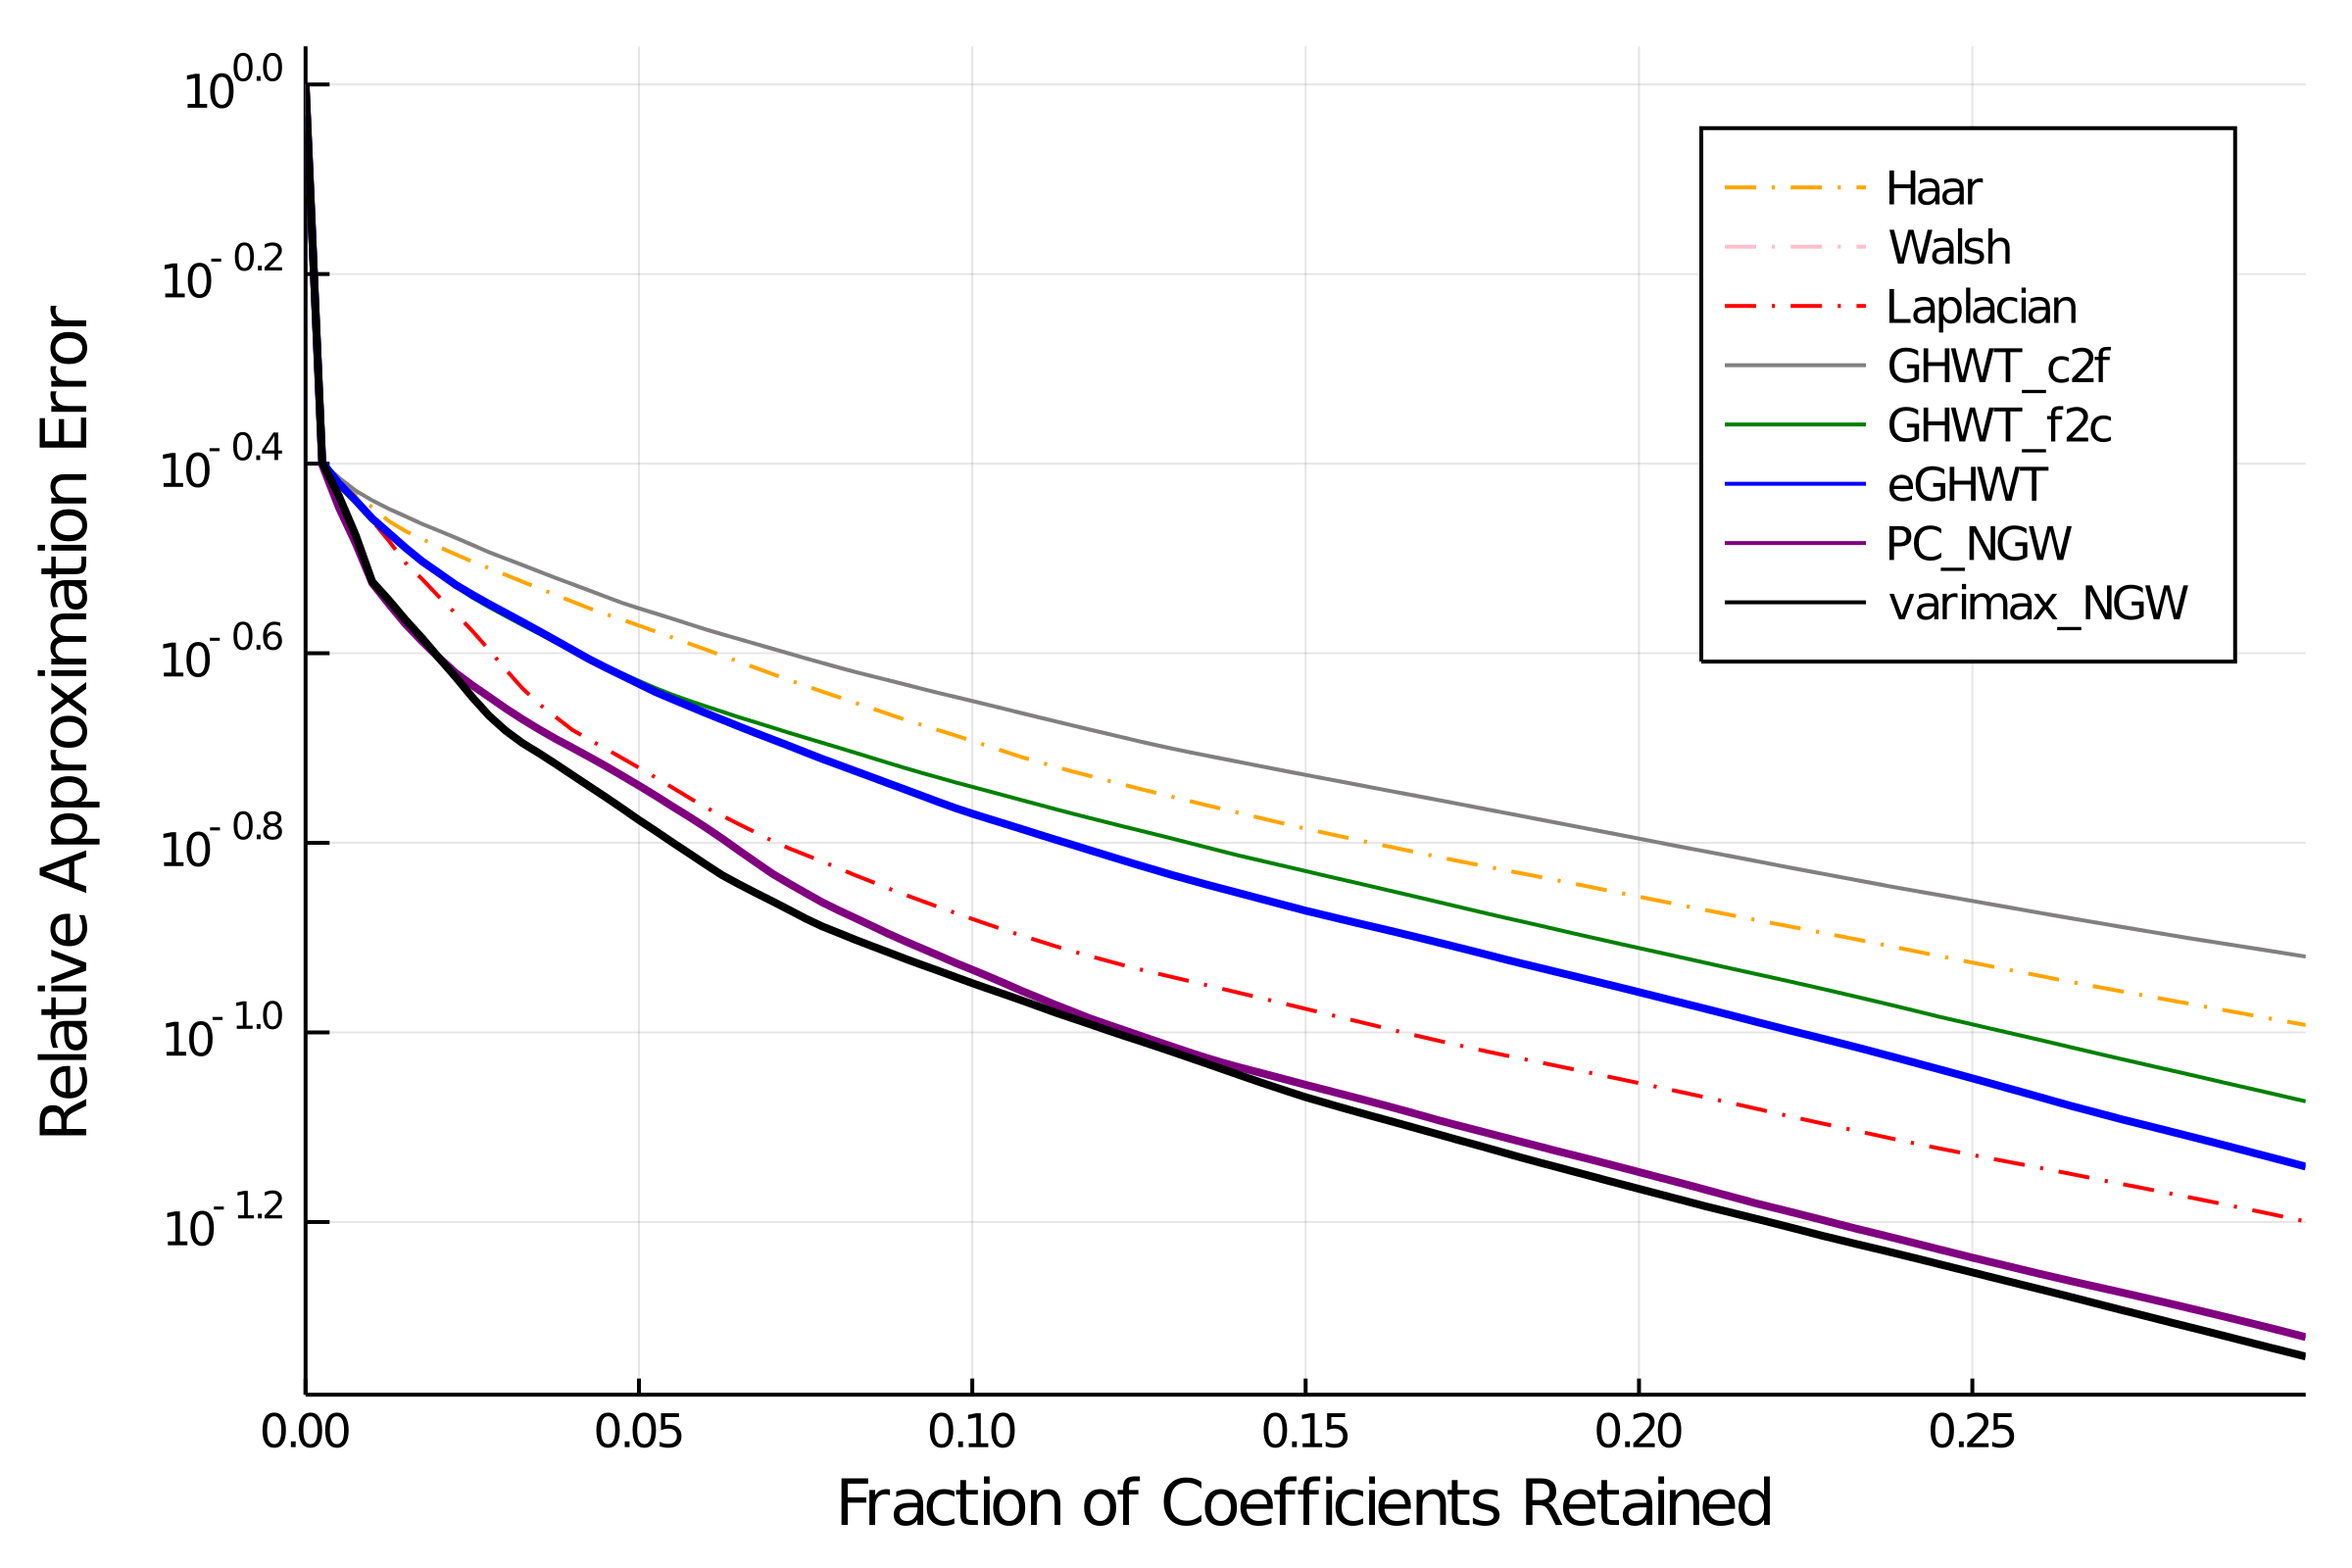 Relative Approximation Error
10^0.0
10^- 0.2
10^- 0.4
10^- 0.6
10^- 0.8
10^- 1.0
10^- 1.2
Haar
Walsh
Laplacian
GHWT_c2f
GHWT_f2c
eGHWT
PC_NGW
varimax_NGW
0.00 0.05 0.10 0.15 0.20 0.25
Fraction of Coefficients Retained